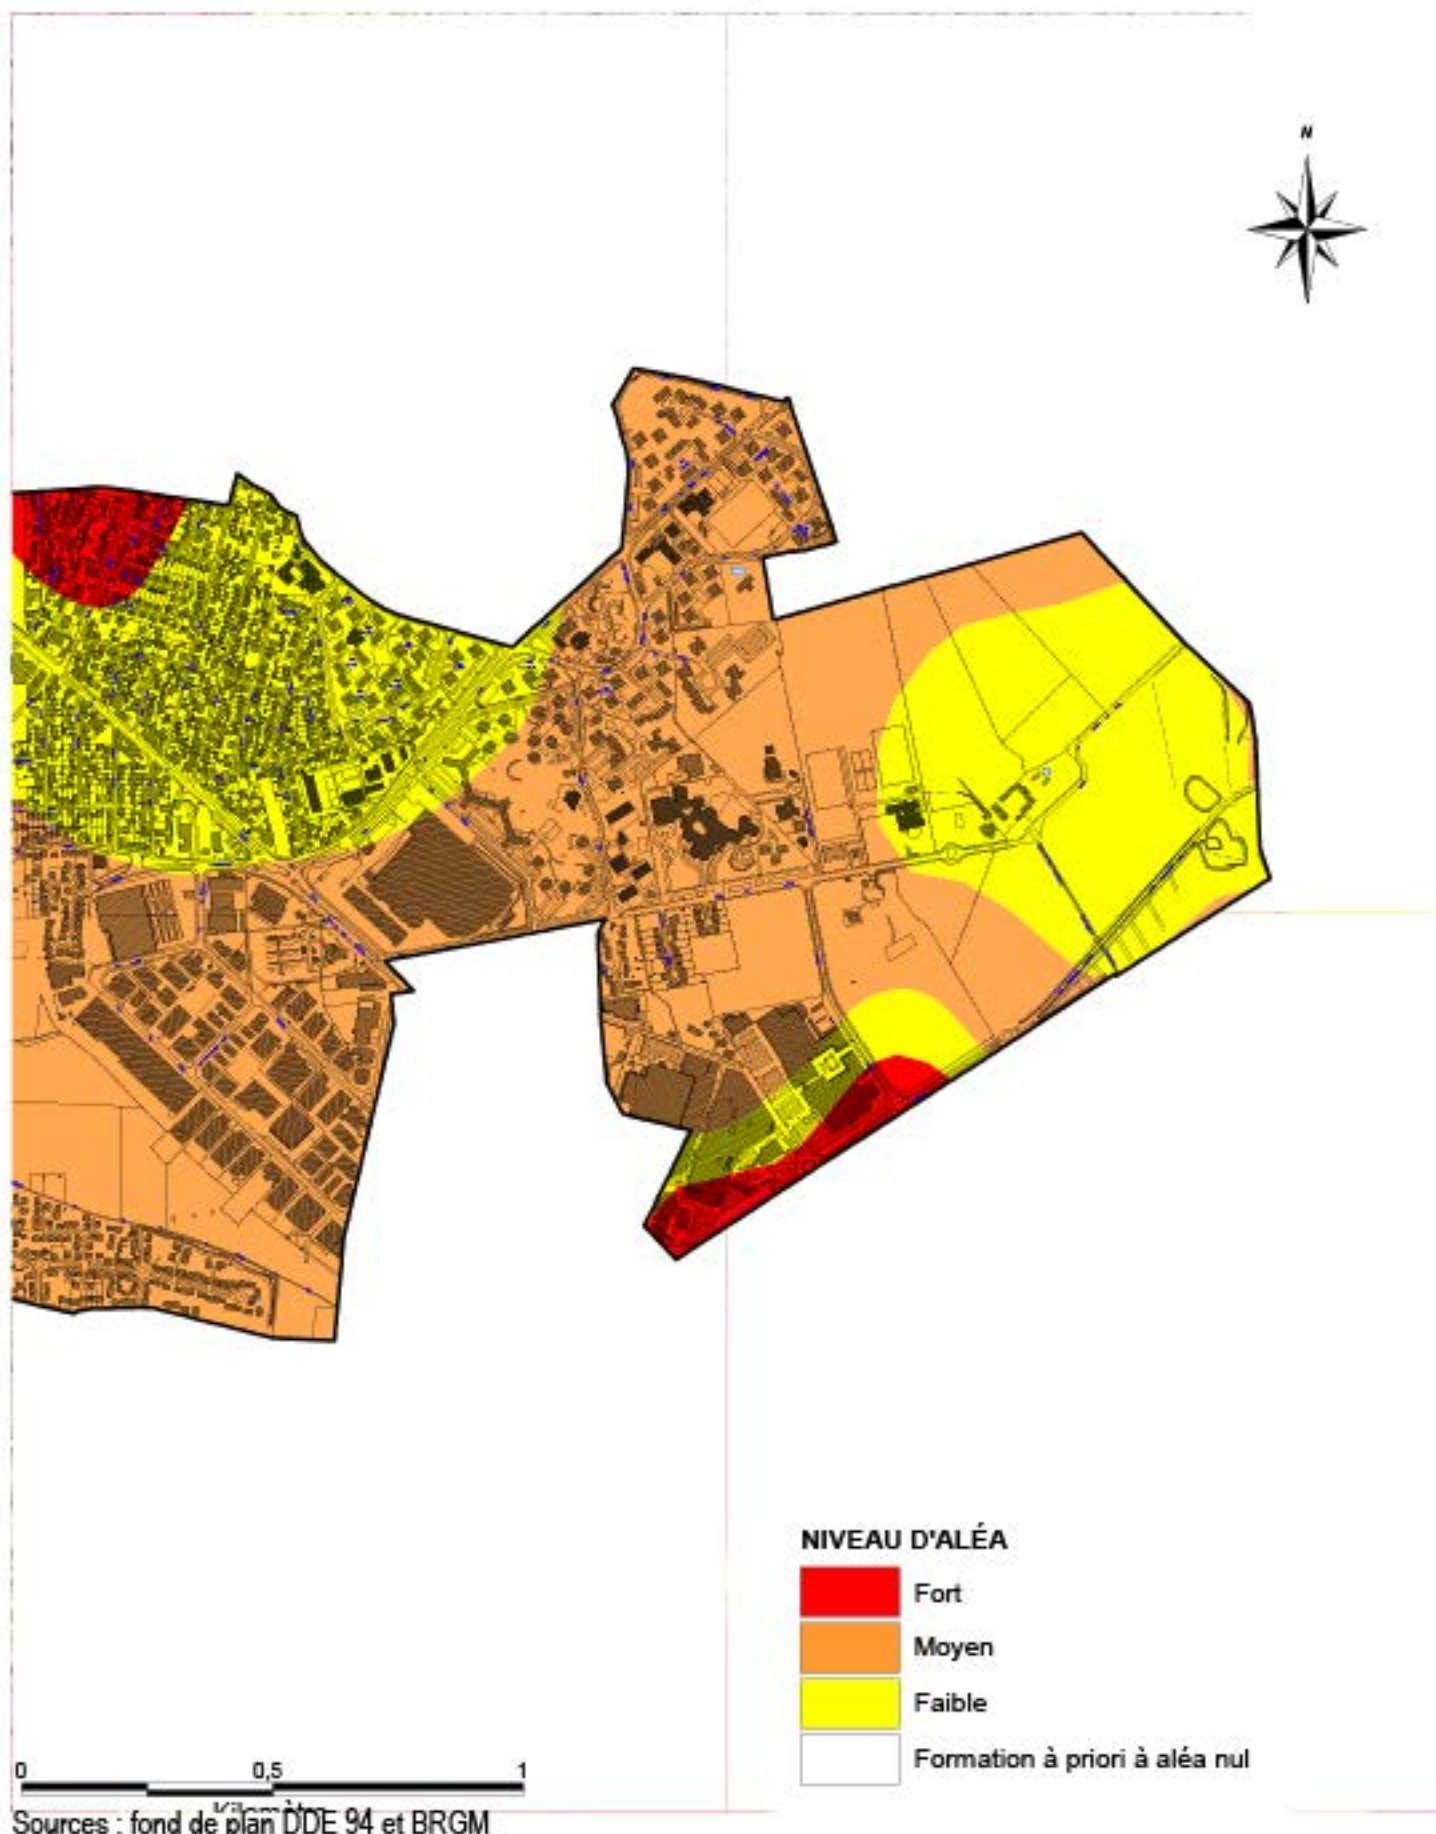 N
NIVEAU D'ALÉA
Fort
Moyen
Faible
Formation à priori à aléa nul
0 0,5 1
Sources : fond de plan DDE 94 et BRGM